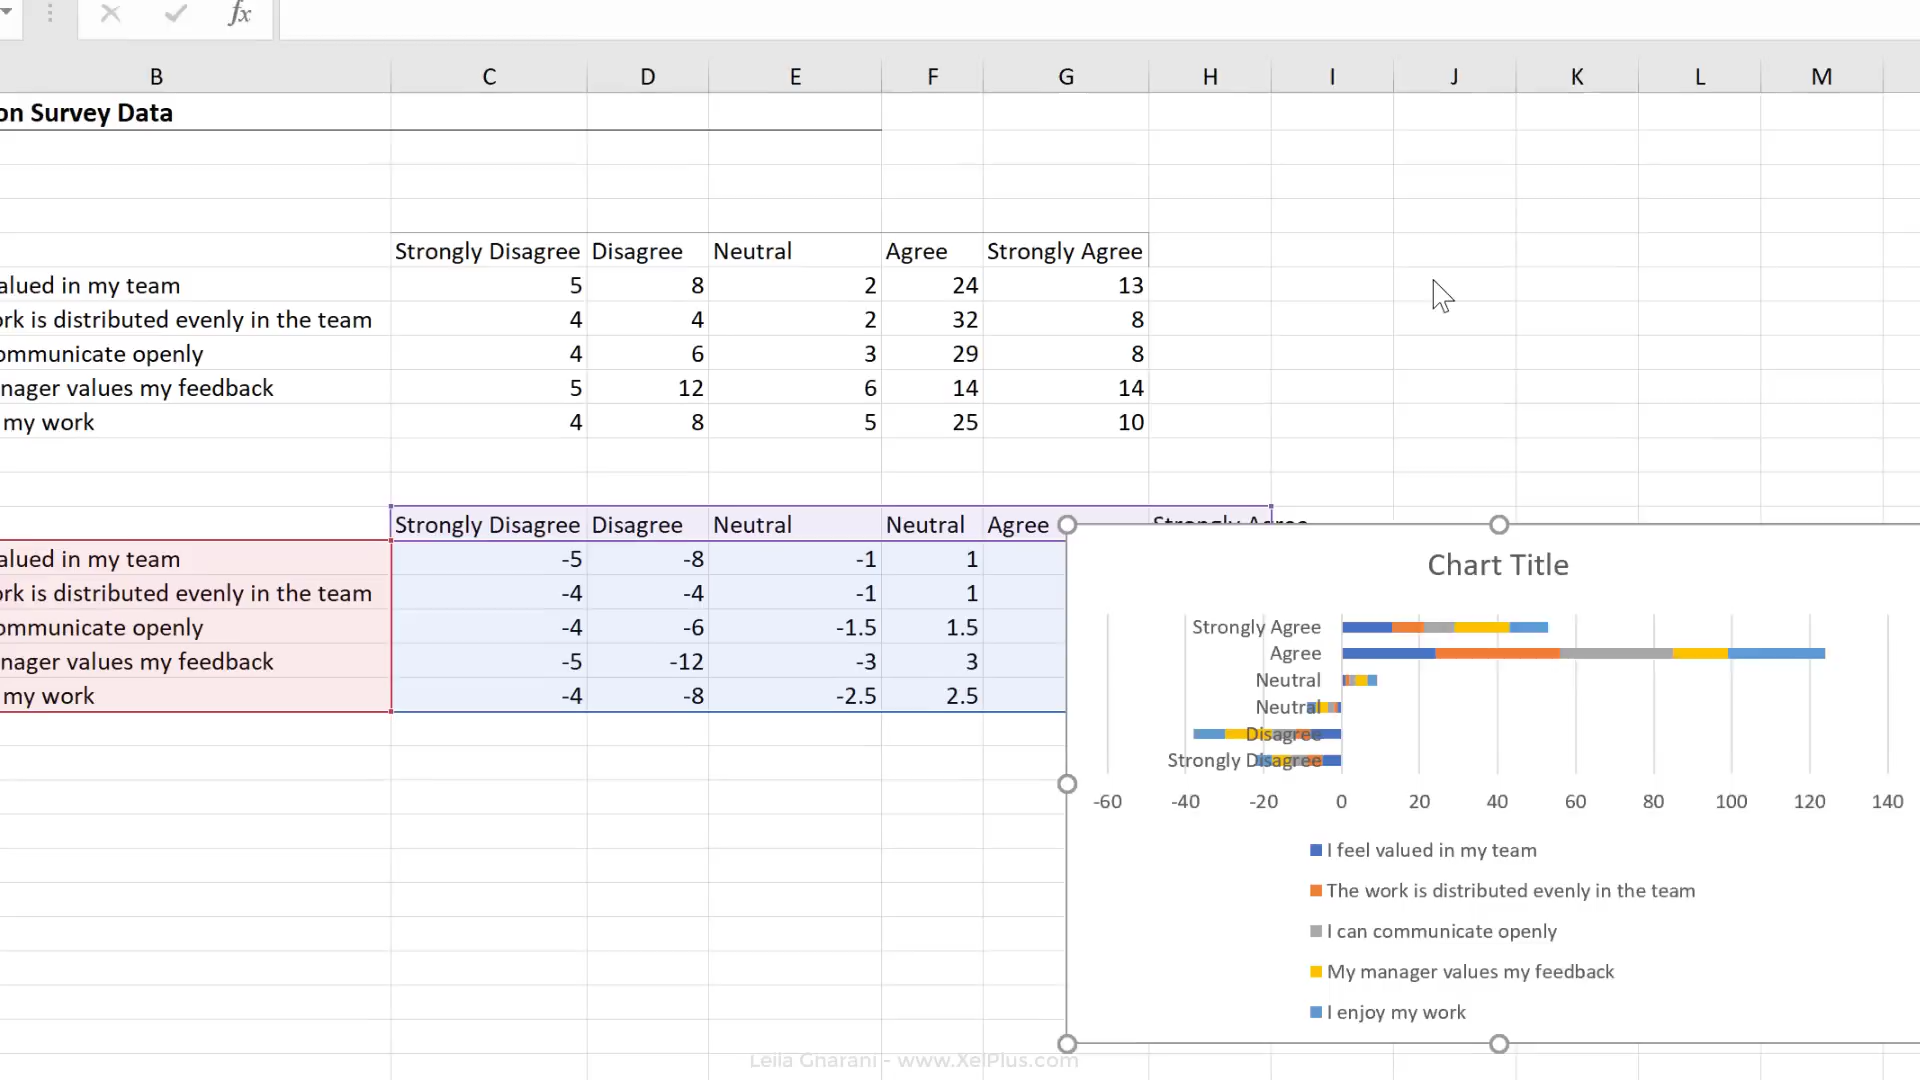 fx
B C D E F G H I J K L M
on Survey Data
Strongly Disagree Disagree Neutral Agree Strongly Agree
alued in my team 5 8 2 24 13
ork is distributed evenly in the team 4 4 2 32 8
ommunicate openly 4 6 3 29 8
nager values my feedback 5 12 6 14 14
my work 4 8 5 25 10
Strongly Disagree Disagree Neutral Neutral Agree Strongly Agree
alued in my team -5 -8 -1 1
ork is distributed evenly in the team -4 -4 -1 1
ommunicate openly -4 -6 -1.5 1.5
nager values my feedback -5 -12 -3 3
my work -4 -8 -2.5 2.5
Chart Title
Strongly Agree
Agree
Neutral
Neutral
Disagree
Strongly Disagree
-60 -40 -20 0 20 40 60 80 100 120 140
I feel valued in my team
The work is distributed evenly in the team
I can communicate openly
My manager values my feedback
I enjoy my work
Leila Gharani - www.XelPlus.com